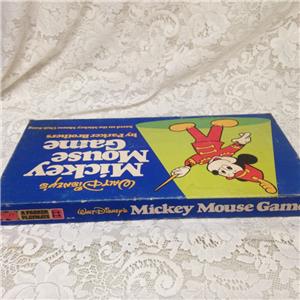 Walt Disney's
Mickey
Mouse
Game
by Parker Brothers
based on the Mickey Mouse Club Song
A PARKER
PLAYMATE
Walt Disney's Mickey Mouse Game